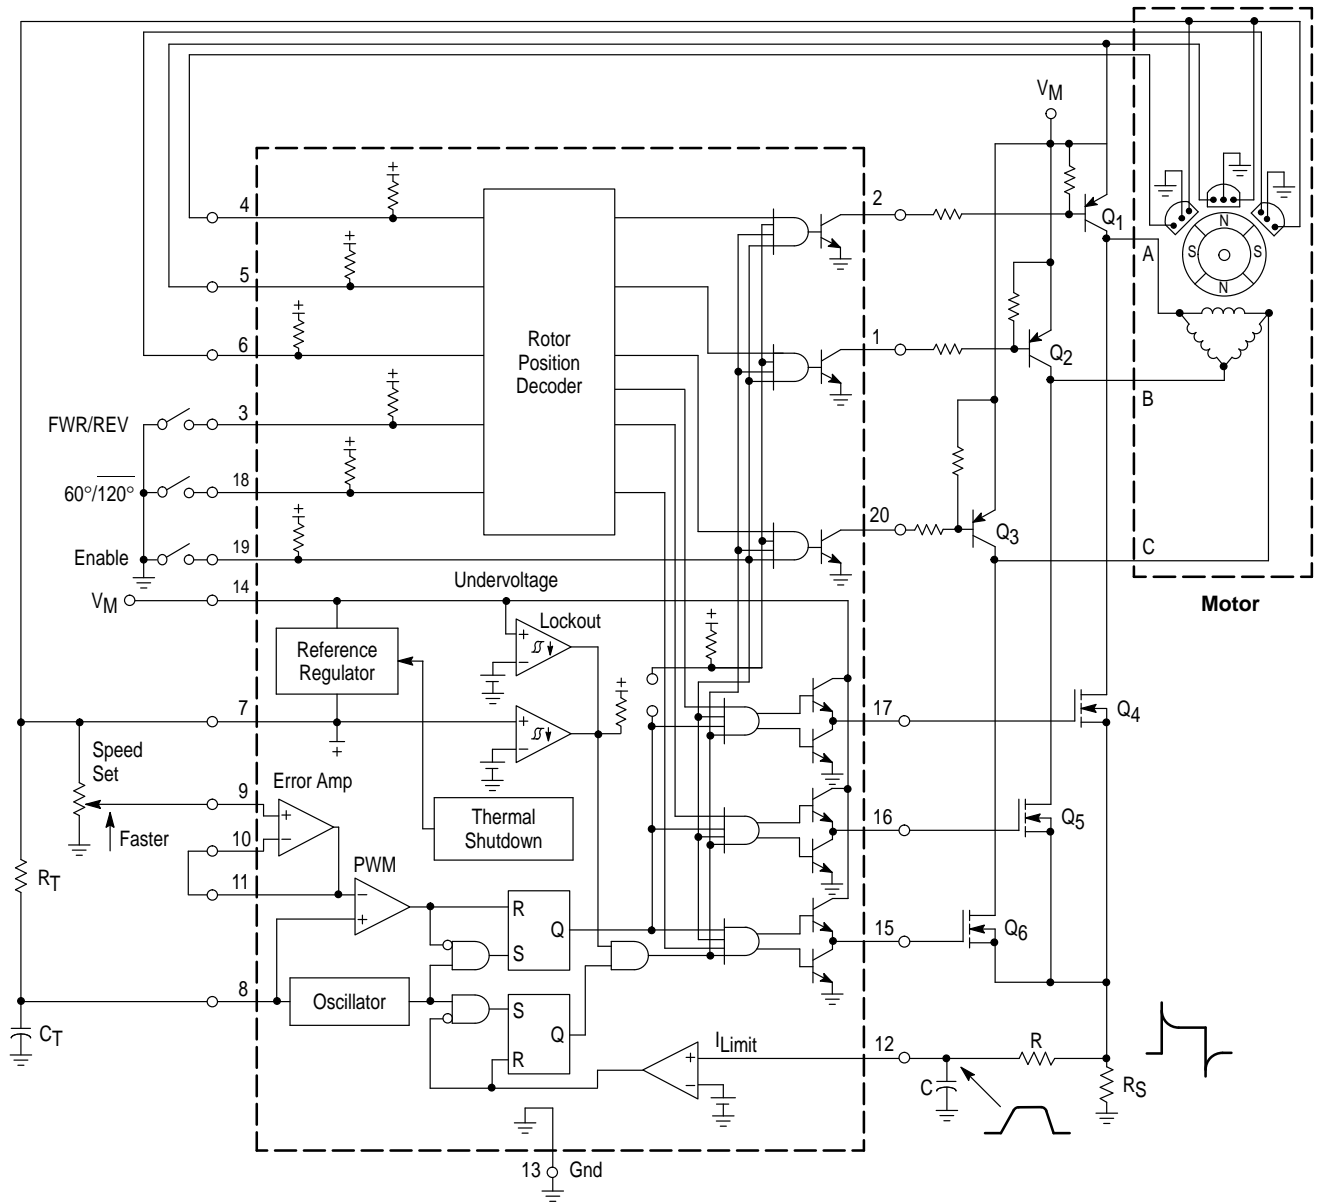 VM
N
S
S
N
4
2
Q1
A
5
6
Rotor
Position
Decoder
1
Q2
B
FWR/REV
3
60°/120°
18
20
Q3
C
Enable
19
Motor
VM
14
Undervoltage
Lockout
Reference
Regulator
7
17
Q4
Speed
Set
Error Amp
9
Faster
Thermal
Shutdown
16
Q5
10
11
RT
PWM
R
Q
S
15
Q6
8
Oscillator
S
Q
R
CT
ILimit
12
R
C
RS
13
Gnd